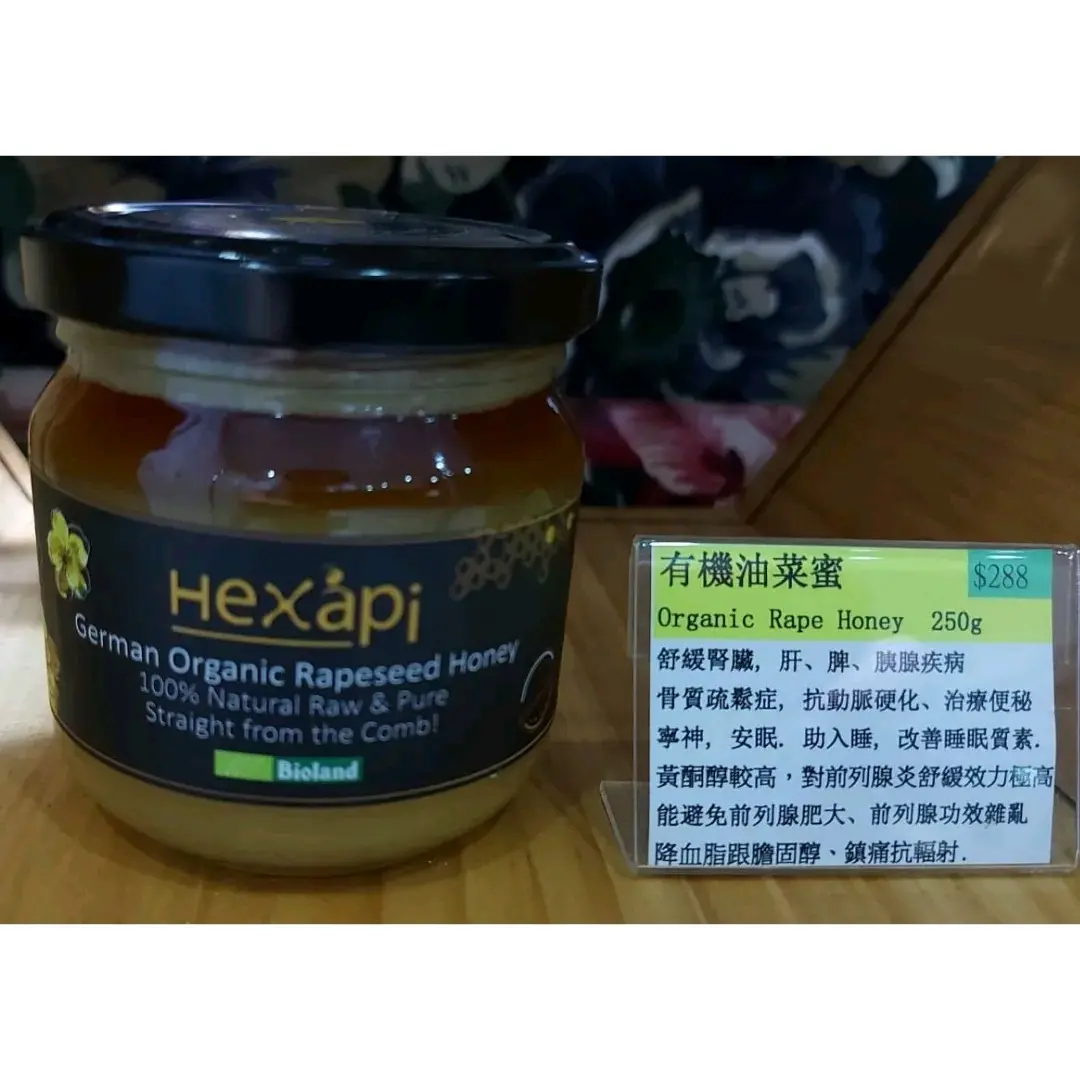 Hexapi
German Organic Rapeseed Honey
100% Natural Raw & Pure
Straight from the Comb!
Bioland
有機油菜蜜 $288
Organic Rape Honey 250g
舒緩腎臟, 肝、脾、胰腺疾病
骨質疏鬆症, 抗動脈硬化、治療便秘
寧神, 安眠. 助入睡, 改善睡眠質素.
黃酮醇較高，對前列腺炎舒緩效力極高
能避免前列腺肥大、前列腺功效雜亂
降血脂跟膽固醇、鎮痛抗輻射.